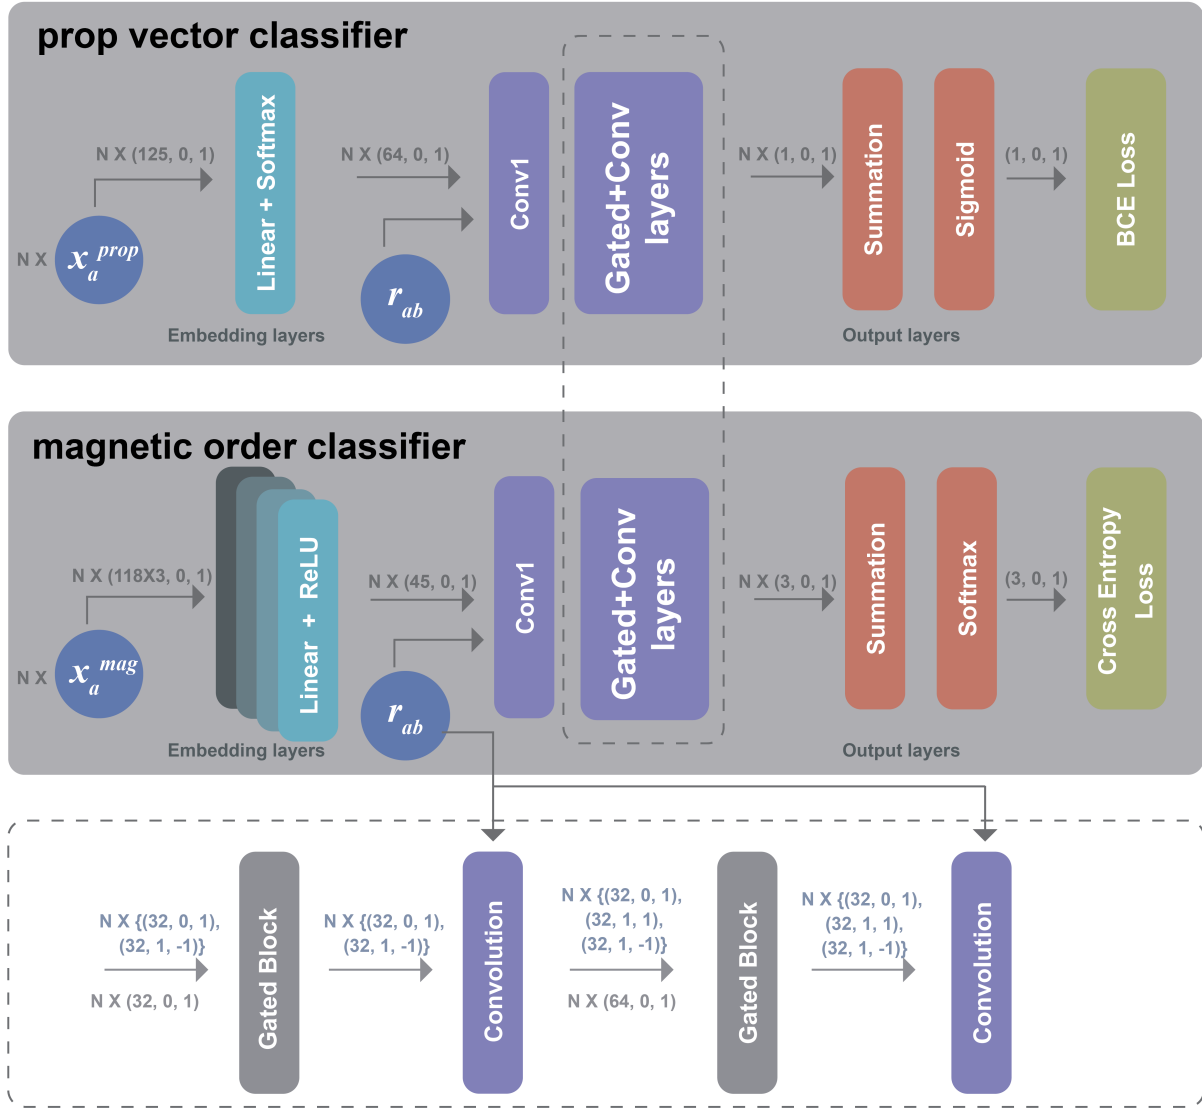 prop vector classifier
N X (125, 0, 1)
N X
x_a^prop
Linear + Softmax
Embedding layers
N X (64, 0, 1)
r_ab
Conv1
Gated+Conv
layers
N X (1, 0, 1)
Summation
Sigmoid
Output layers
(1, 0, 1)
BCE Loss
magnetic order classifier
N X (118X3, 0, 1)
N X
x_a^mag
Linear + ReLU
Embedding layers
N X (45, 0, 1)
r_ab
Conv1
Gated+Conv
layers
N X (3, 0, 1)
Summation
Softmax
Output layers
(3, 0, 1)
Cross Entropy
Loss
N X {(32, 0, 1),
(32, 1, -1)}
N X (32, 0, 1)
Gated Block
N X {(32, 0, 1),
(32, 1, -1)}
Convolution
N X {(32, 0, 1),
(32, 1, 1),
(32, 1, -1)}
N X (64, 0, 1)
Gated Block
N X {(32, 0, 1),
(32, 1, 1),
(32, 1, -1)}
Convolution